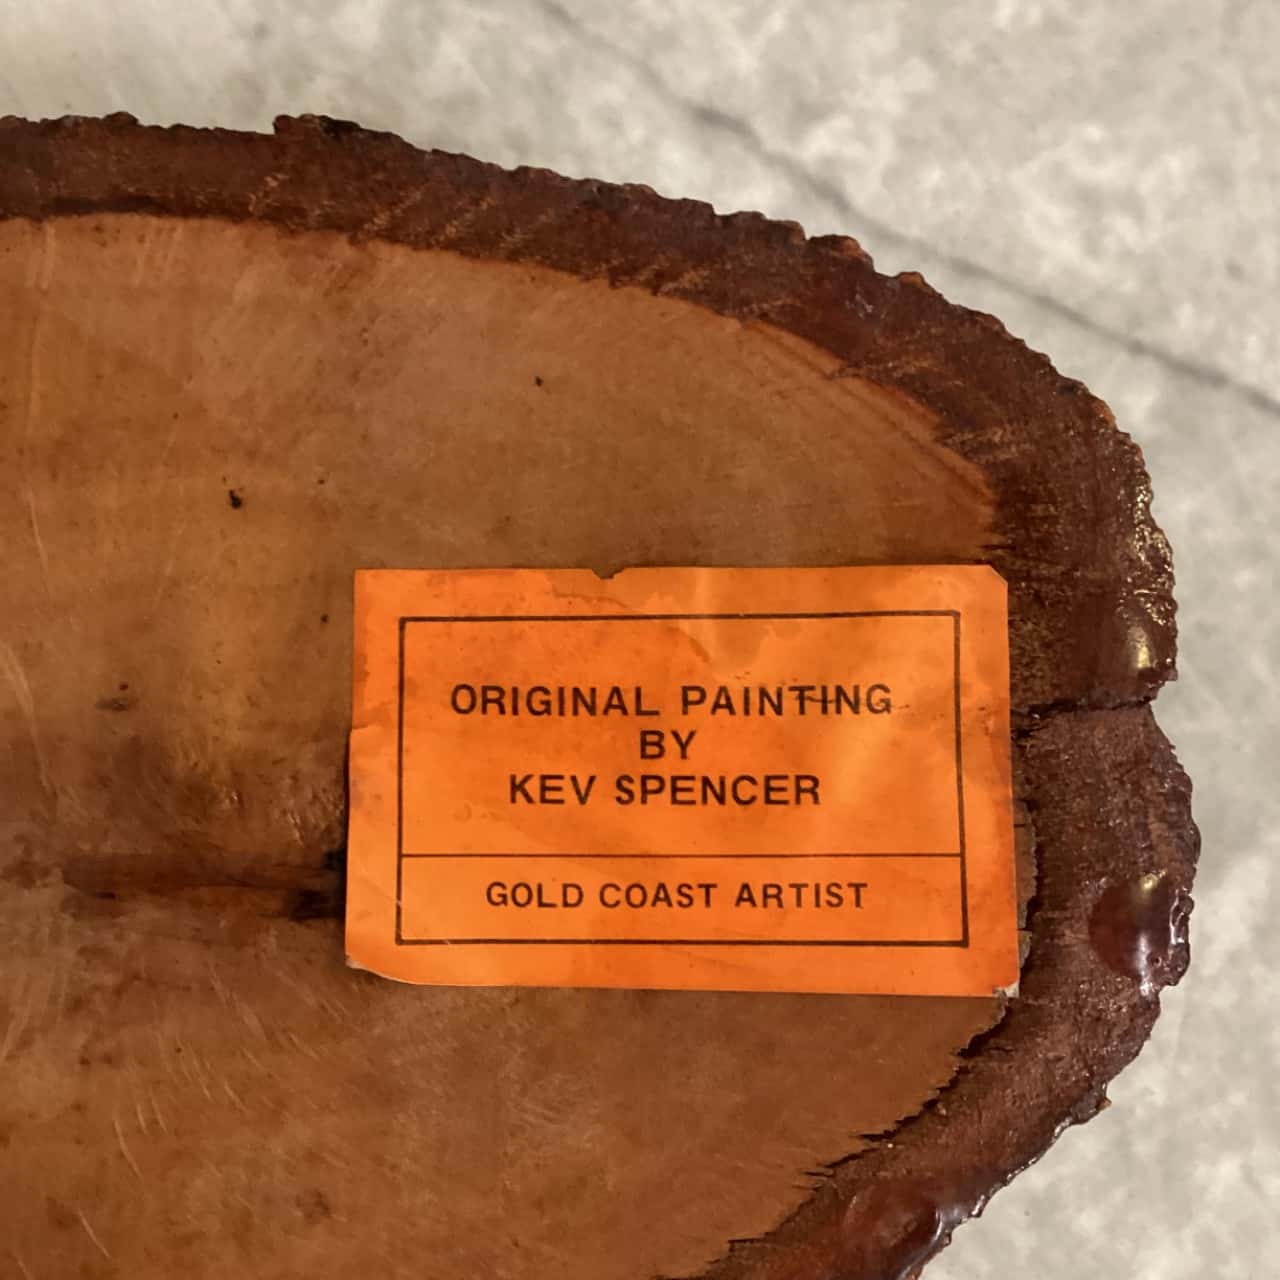 ORIGINAL PAINTING
BY
KEV SPENCER
GOLD COAST ARTIST